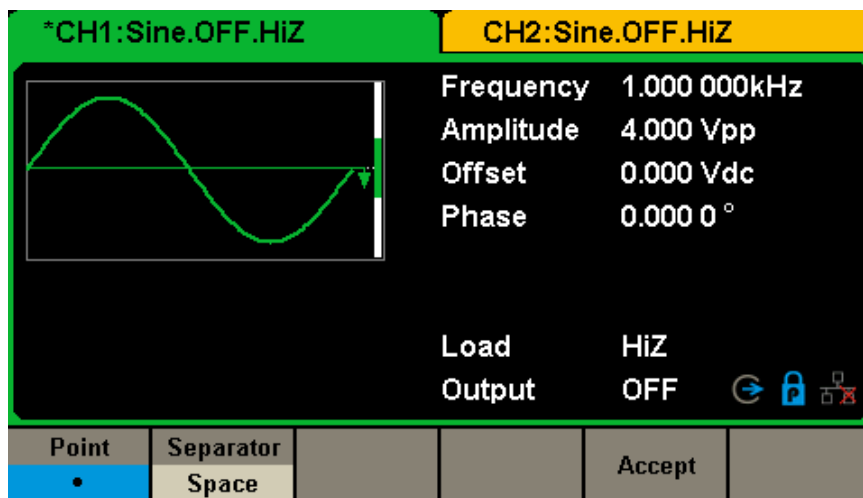 *CH1:Sine.OFF.HiZ
CH2:Sine.OFF.HiZ
Frequency 1.000 000kHz
Amplitude 4.000 Vpp
Offset 0.000 Vdc
Phase 0.000 0 °
Load HiZ
Output OFF P
Point Separator Accept
• Space